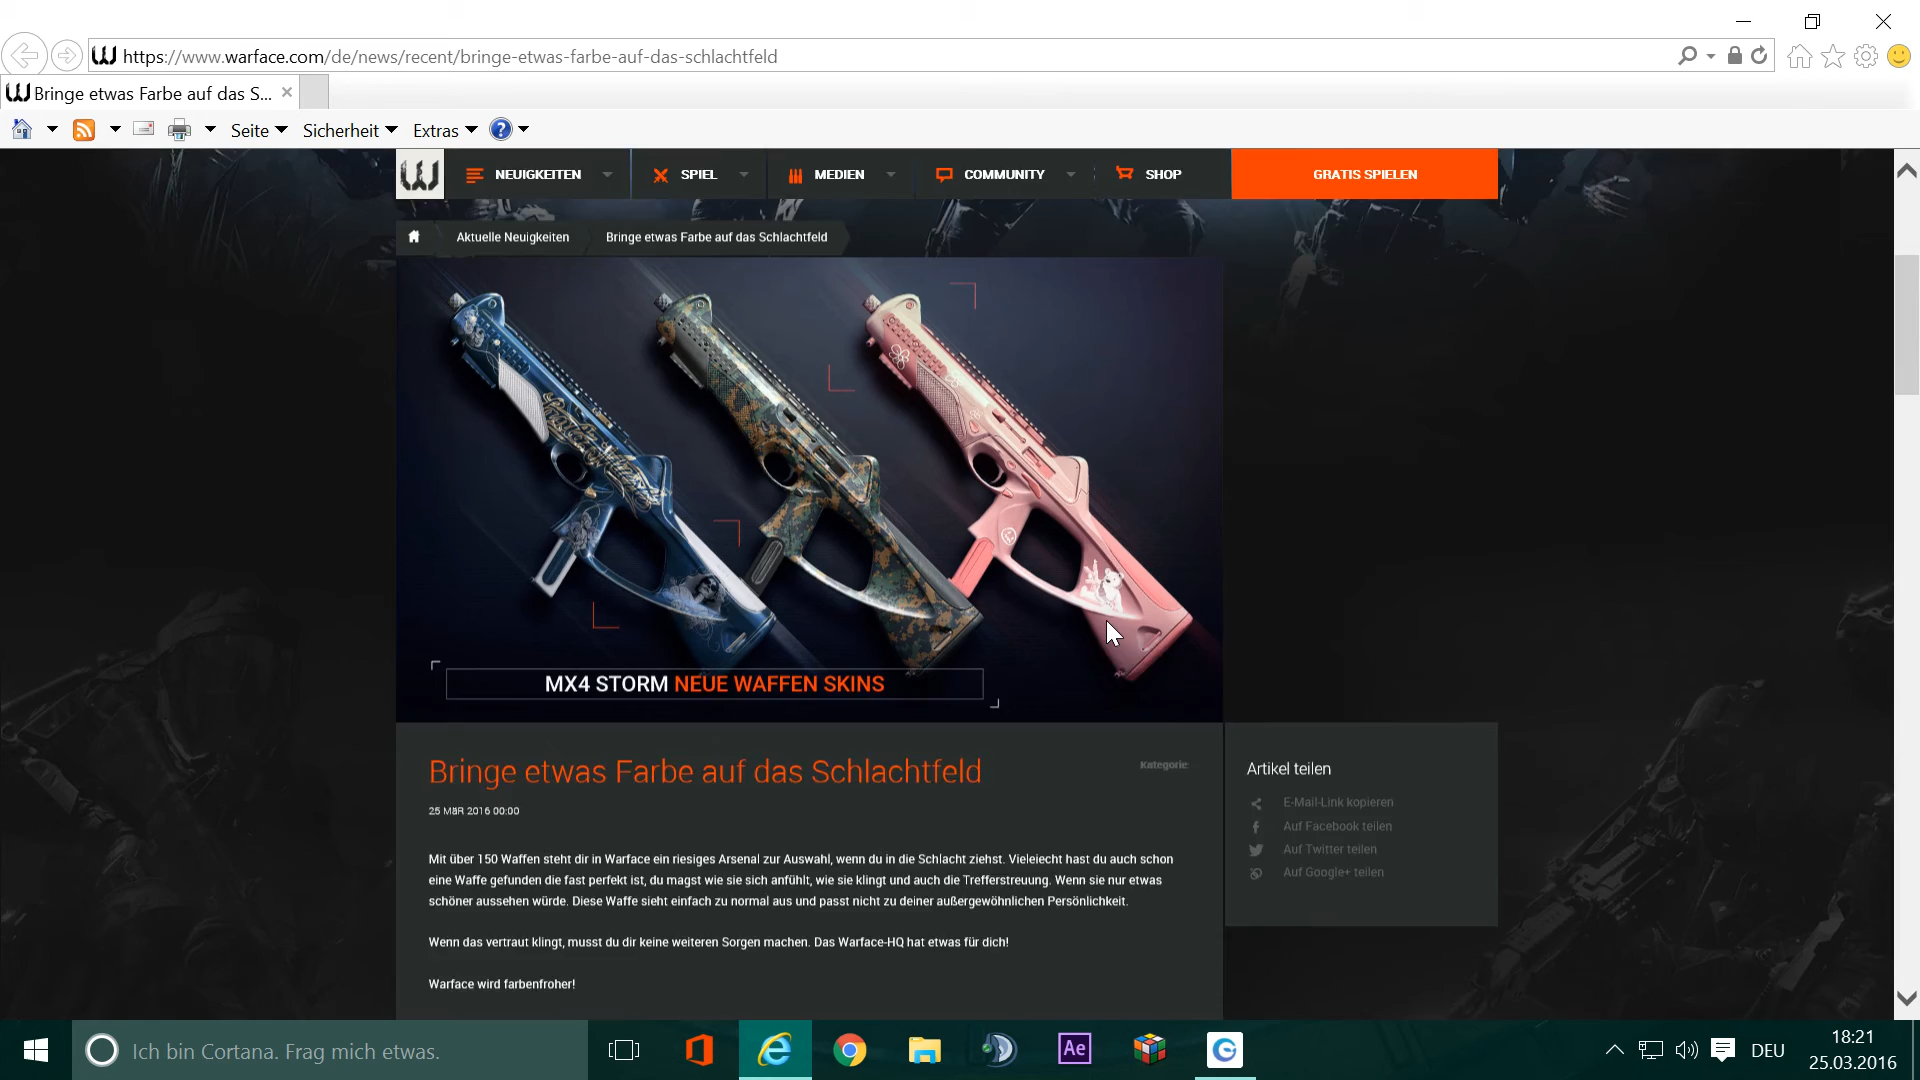 https://www.warface.com/de/news/recent/bringe-etwas-farbe-auf-das-schlachtfeld
Bringe etwas Farbe auf das S...
Seite
Sicherheit
Extras
NEUIGKEITEN
SPIEL
MEDIEN
COMMUNITY
SHOP
GRATIS SPIELEN
Aktuelle Neuigkeiten
Bringe etwas Farbe auf das Schlachtfeld
MX4 STORM NEUE WAFFEN SKINS
Bringe etwas Farbe auf das Schlachtfeld
Kategorie:
25 MäR 2016 00:00
Mit über 150 Waffen steht dir in Warface ein riesiges Arsenal zur Auswahl, wenn du in die Schlacht ziehst. Vieleiecht hast du auch schon
eine Waffe gefunden die fast perfekt ist, du magst wie sie sich anfühlt, wie sie klingt und auch die Trefferstreuung. Wenn sie nur etwas
schöner aussehen würde. Diese Waffe sieht einfach zu normal aus und passt nicht zu deiner außergewöhnlichen Persönlichkeit.
Wenn das vertraut klingt, musst du dir keine weiteren Sorgen machen. Das Warface-HQ hat etwas für dich!
Warface wird farbenfroher!
Artikel teilen
E-Mail-Link kopieren
Auf Facebook teilen
Auf Twitter teilen
Auf Google+ teilen
Ich bin Cortana. Frag mich etwas.
Ae
DEU
18:21
25.03.2016